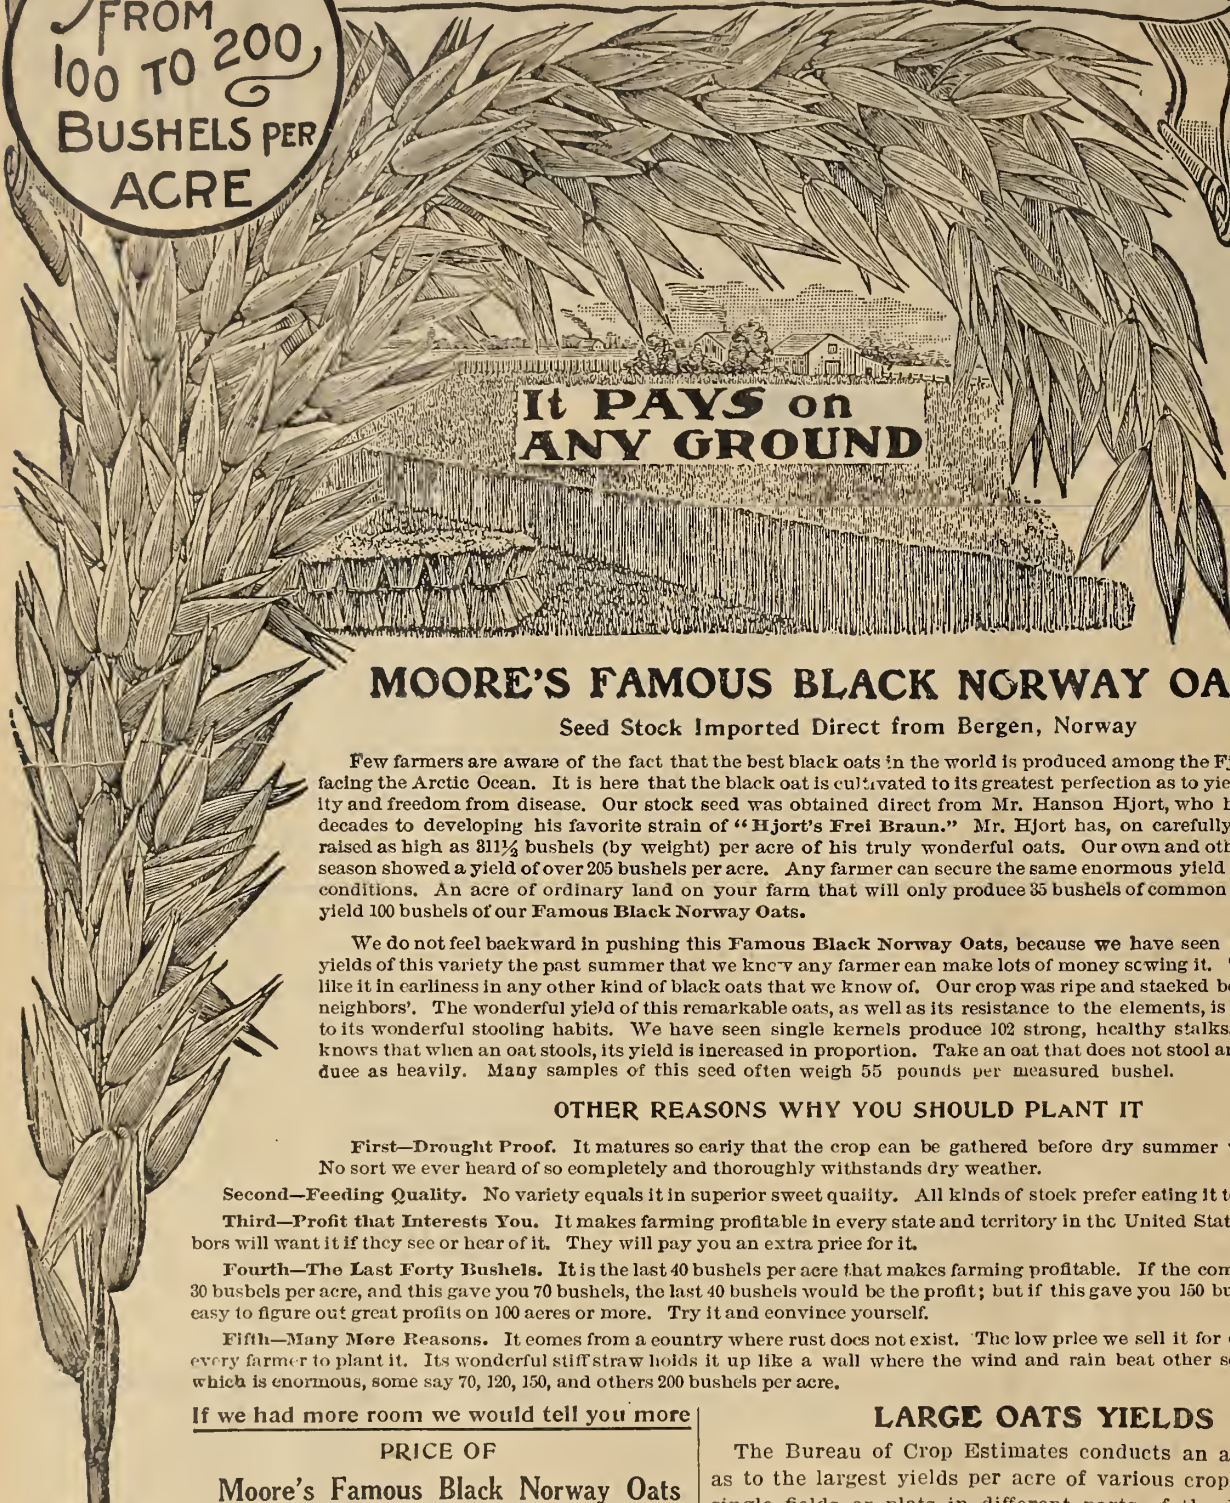 FROM
100 TO 200
BUSHELS PER
ACRE
It PAYS on
ANY GROUND
MOORE'S FAMOUS BLACK NORWAY OA
Seed Stock Imported Direct from Bergen, Norway
Few farmers are aware of the fact that the best black oats in the world is produced among the F
facing the Arctic Ocean. It is here that the black oat is cultivated to its greatest perfection as to yie
ity and freedom from disease. Our stock seed was obtained direct from Mr. Hanson Hjort, who
decades to developing his favorite strain of "Hjort's Frei Braun." Mr. Hjort has, on carefully
raised as high as 311½ bushels (by weight) per acre of his truly wonderful oats. Our own and oth
season showed a yield of over 205 bushels per acre. Any farmer can secure the same enormous yield
conditions. An acre of ordinary land on your farm that will only produce 35 bushels of common
yield 100 bushels of our Famous Black Norway Oats.
We do not feel backward in pushing this Famous Black Norway Oats, because we have seen
yields of this variety the past summer that we know any farmer can make lots of money sowing it.
like it in earliness in any other kind of black oats that we know of. Our crop was ripe and stacked b
neighbors'. The wonderful yield of this remarkable oats, as well as its resistance to the elements, is
to its wonderful stooling habits. We have seen single kernels produce 102 strong, healthy stalks.
knows that when an oat stools, its yield is increased in proportion. Take an oat that does not stool a
duce as heavily. Many samples of this seed often weigh 55 pounds per measured bushel.
OTHER REASONS WHY YOU SHOULD PLANT IT
First—Drought Proof. It matures so early that the crop can be gathered before dry summer
No sort we ever heard of so completely and thoroughly withstands dry weather.
Second—Feeding Quality. No variety equals it in superior sweet quality. All kinds of stock prefer eating it t
Third—Profit that Interests You. It makes farming profitable in every state and territory in the United Stat
bors will want it if they see or hear of it. They will pay you an extra price for it.
Fourth—The Last Forty Bushels. It is the last 40 bushels per acre that makes farming profitable. If the com
30 bushels per acre, and this gave you 70 bushels, the last 40 bushels would be the profit; but if this gave you 150 bu
easy to figure out great profits on 100 acres or more. Try it and convince yourself.
Fifth—Many More Reasons. It comes from a country where rust does not exist. The low price we sell it for
every farmer to plant it. Its wonderful stiff straw holds it up like a wall where the wind and rain beat other s
which is enormous, some say 70, 120, 150, and others 200 bushels per acre.
If we had more room we would tell you more
PRICE OF
Moore's Famous Black Norway Oats
LARGE OATS YIELDS
The Bureau of Crop Estimates conducts an a
as to the largest yields per acre of various crop